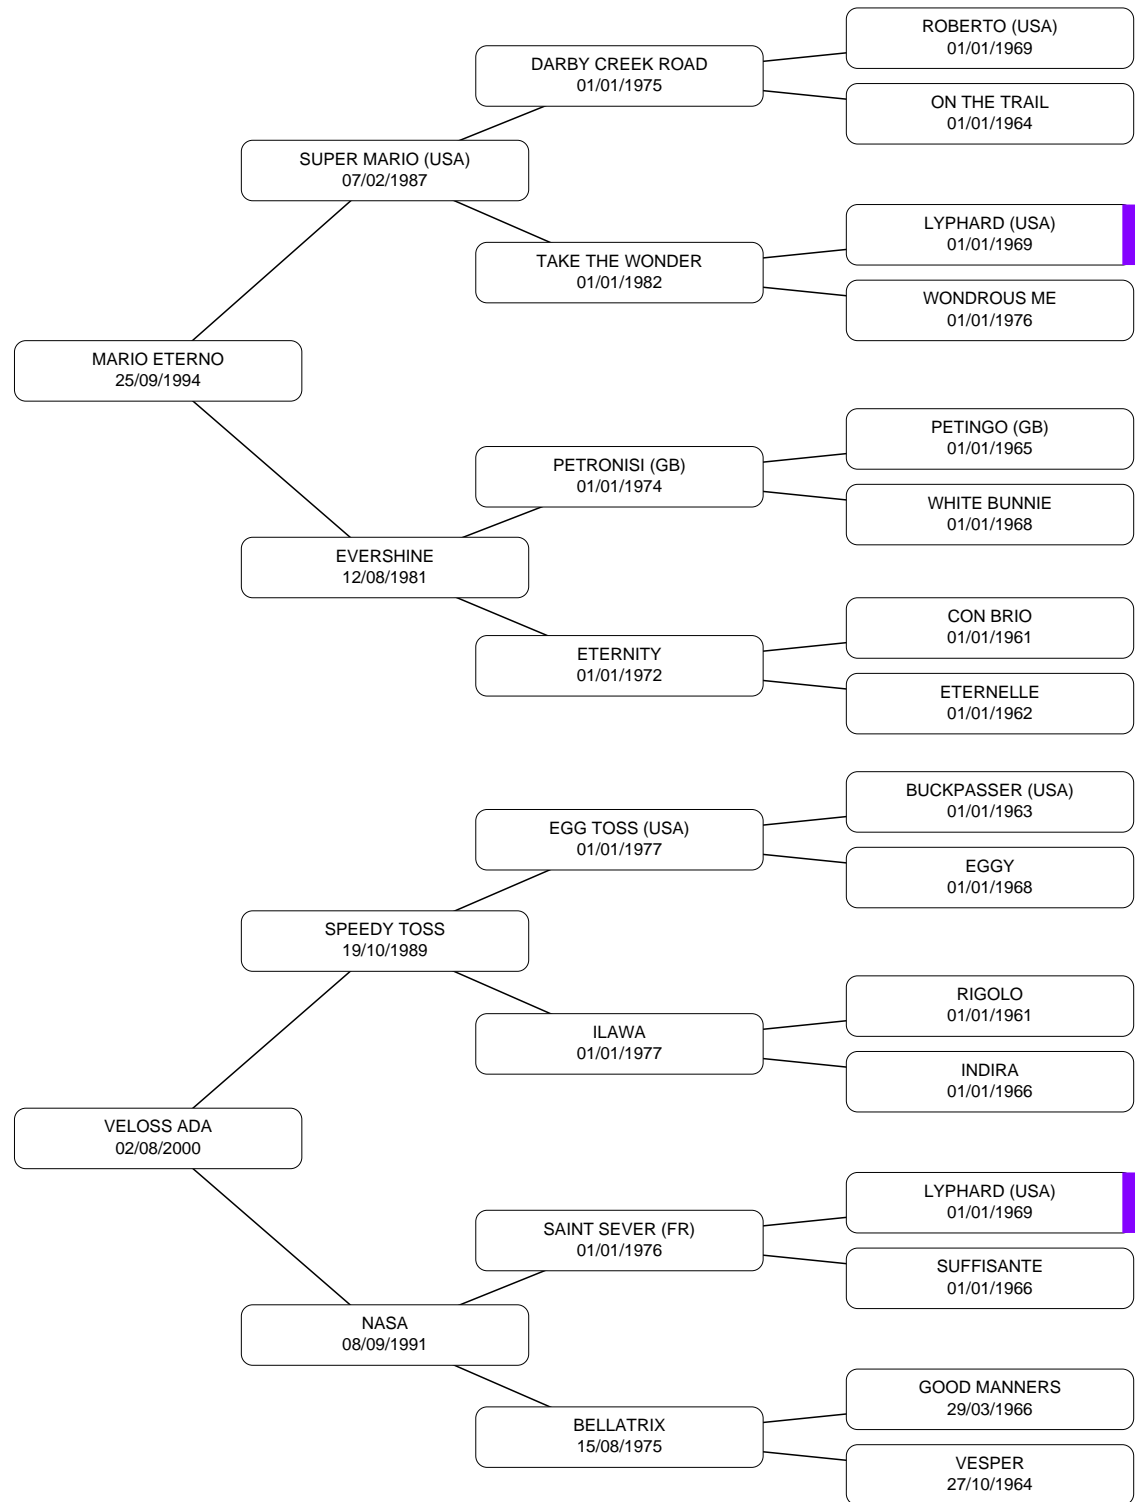 ROBERTO (USA)
01/01/1969
DARBY CREEK ROAD
01/01/1975
ON THE TRAIL
01/01/1964
SUPER MARIO (USA)
07/02/1987
LYPHARD (USA)
01/01/1969
TAKE THE WONDER
01/01/1982
WONDROUS ME
01/01/1976
MARIO ETERNO
25/09/1994
PETINGO (GB)
01/01/1965
PETRONISI (GB)
01/01/1974
WHITE BUNNIE
01/01/1968
EVERSHINE
12/08/1981
CON BRIO
01/01/1961
ETERNITY
01/01/1972
ETERNELLE
01/01/1962
BUCKPASSER (USA)
01/01/1963
EGG TOSS (USA)
01/01/1977
EGGY
01/01/1968
SPEEDY TOSS
19/10/1989
RIGOLO
01/01/1961
ILAWA
01/01/1977
INDIRA
01/01/1966
VELOSS ADA
02/08/2000
LYPHARD (USA)
01/01/1969
SAINT SEVER (FR)
01/01/1976
SUFFISANTE
01/01/1966
NASA
08/09/1991
GOOD MANNERS
29/03/1966
BELLATRIX
15/08/1975
VESPER
27/10/1964